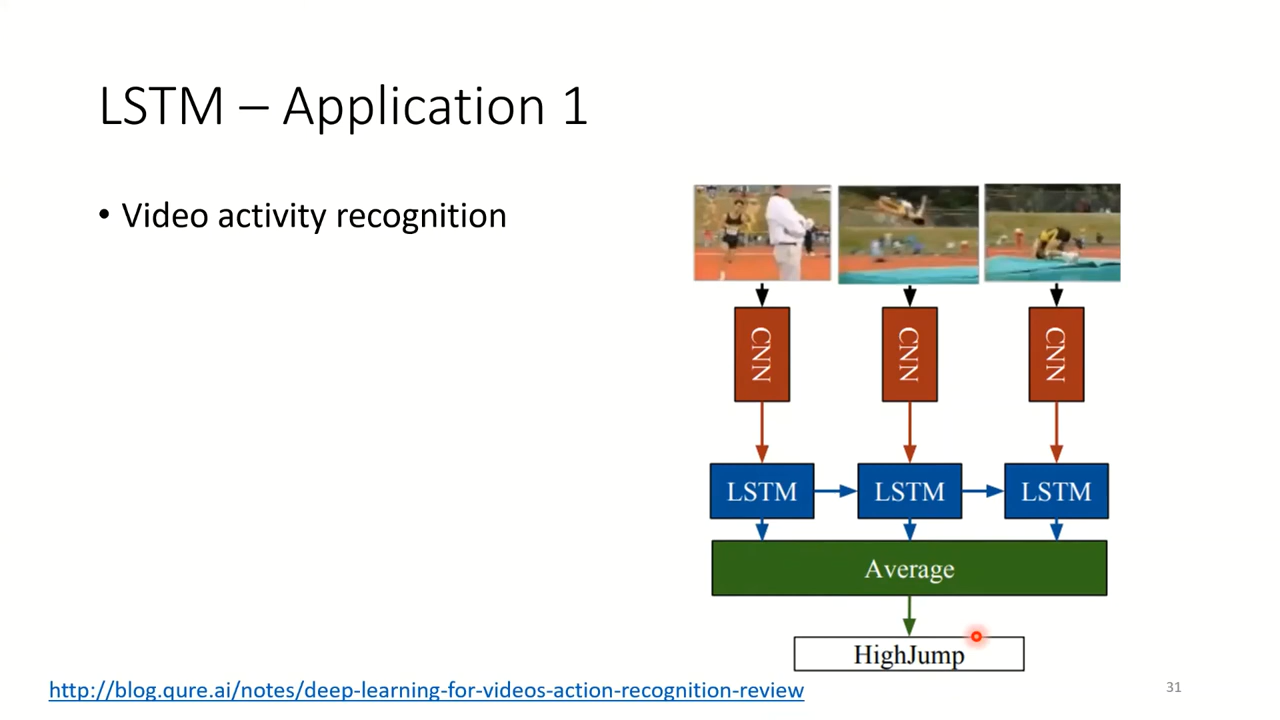 LSTM – Application 1
• Video activity recognition
CNN
CNN
CNN
LSTM
LSTM
LSTM
Average
HighJump
http://blog.qure.ai/notes/deep-learning-for-videos-action-recognition-review
31